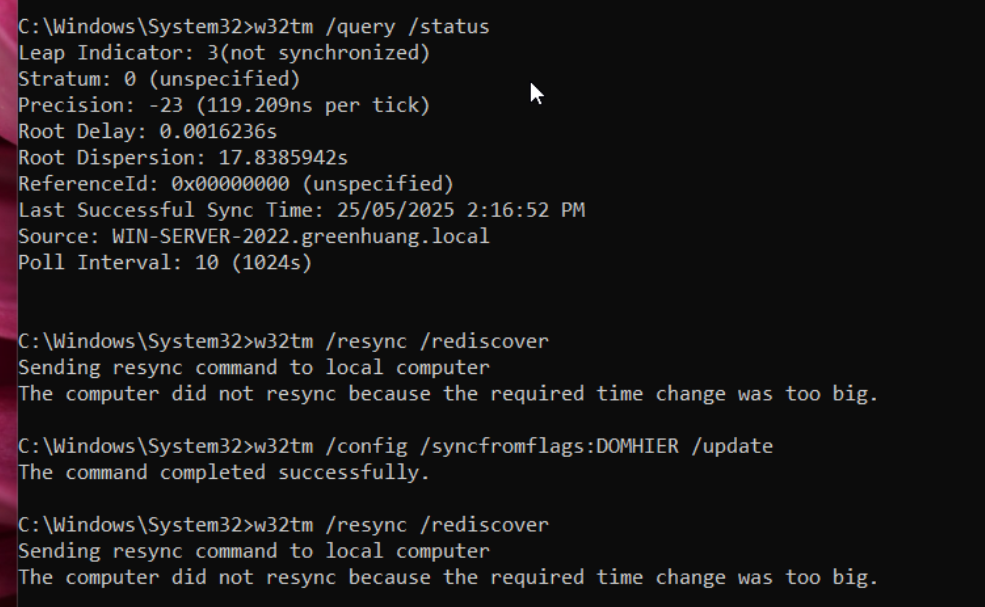 C:\Windows\System32>w32tm /query /status
Leap Indicator: 3(not synchronized)
Stratum: 0 (unspecified)
Precision: -23 (119.209ns per tick)
Root Delay: 0.0016236s
Root Dispersion: 17.8385942s
ReferenceId: 0x00000000 (unspecified)
Last Successful Sync Time: 25/05/2025 2:16:52 PM
Source: WIN-SERVER-2022.greenhuang.local
Poll Interval: 10 (1024s)
C:\Windows\System32>w32tm /resync /rediscover
Sending resync command to local computer
The computer did not resync because the required time change was too big.
C:\Windows\System32>w32tm /config /syncfromflags:DOMHIER /update
The command completed successfully.
C:\Windows\System32>w32tm /resync /rediscover
Sending resync command to local computer
The computer did not resync because the required time change was too big.